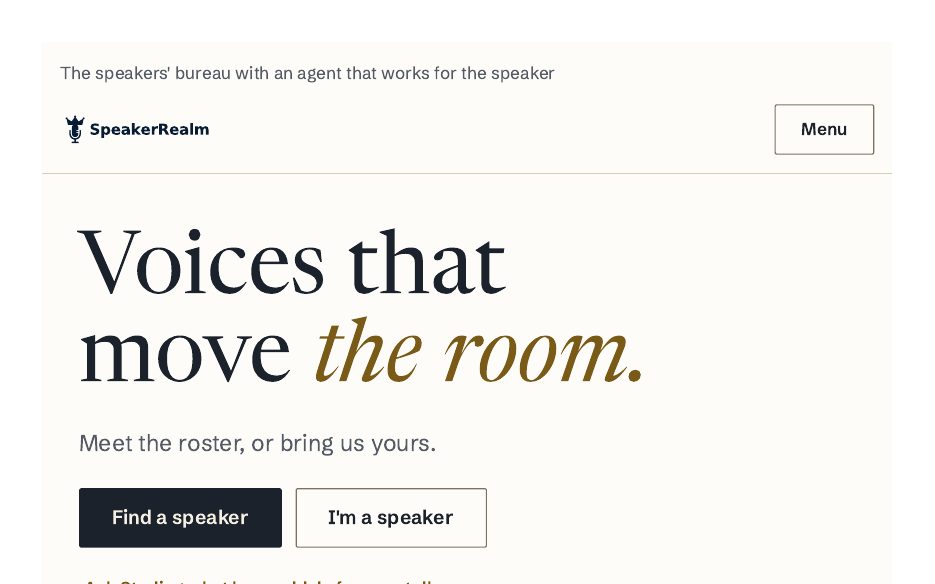 The speakers' bureau with an agent that works for the speaker
SpeakerRealm
Menu
Voices that
move the room.
Meet the roster, or bring us yours.
Find a speaker
I'm a speaker